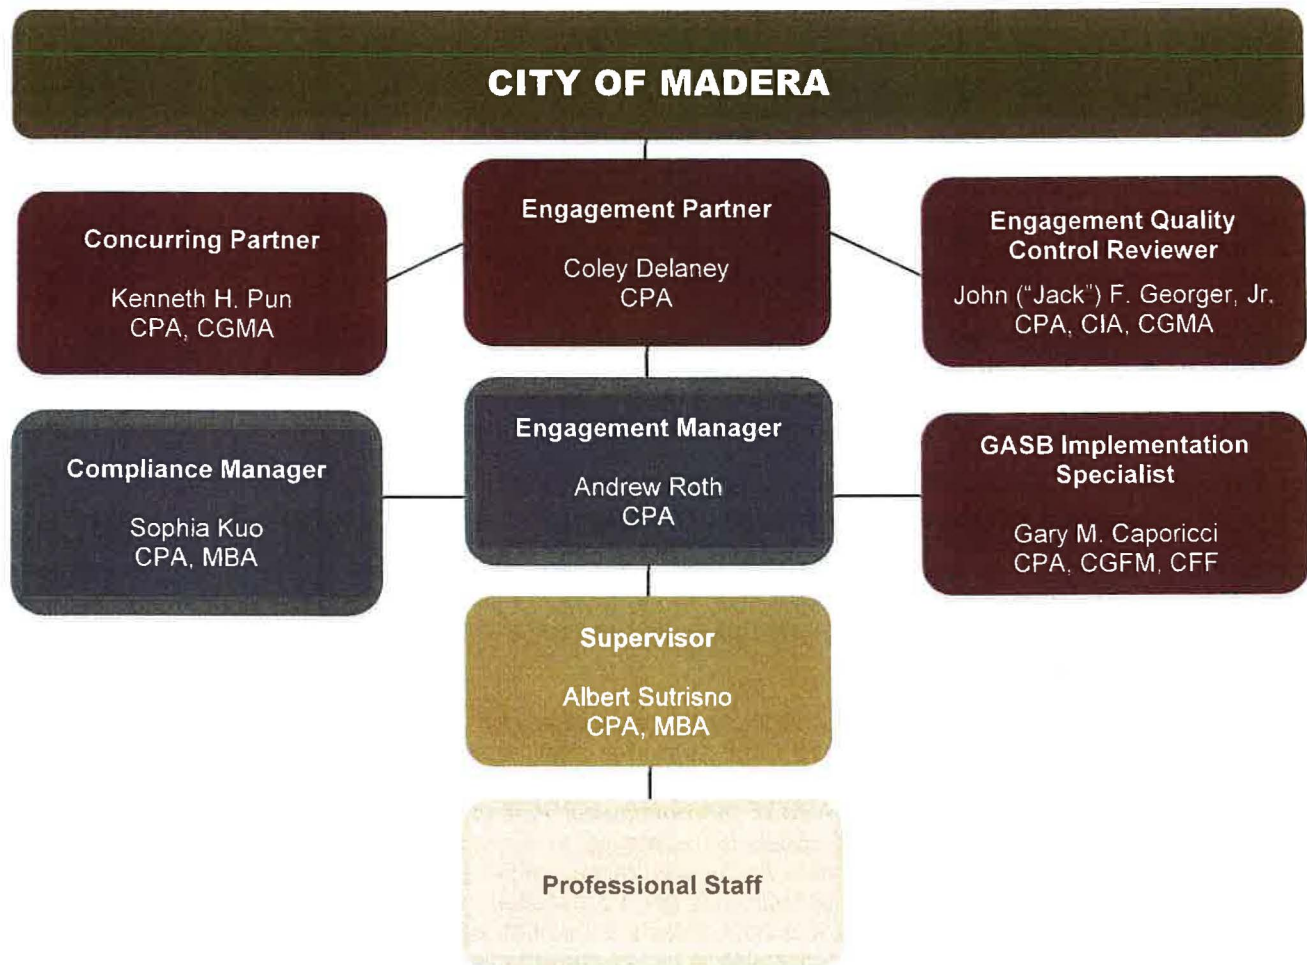 CITY OF MADERA
Concurring Partner
Kenneth H. Pun
CPA, CGMA
Engagement Partner
Coley Delaney
CPA
Engagement Quality
Control Reviewer
John ("Jack") F. Georger, Jr.
CPA, CIA, CGMA
Compliance Manager
Sophia Kuo
CPA, MBA
Engagement Manager
Andrew Roth
CPA
GASB Implementation
Specialist
Gary M. Caporicci
CPA, CGFM, CFF
Supervisor
Albert Sutrisno
CPA, MBA
Professional Staff